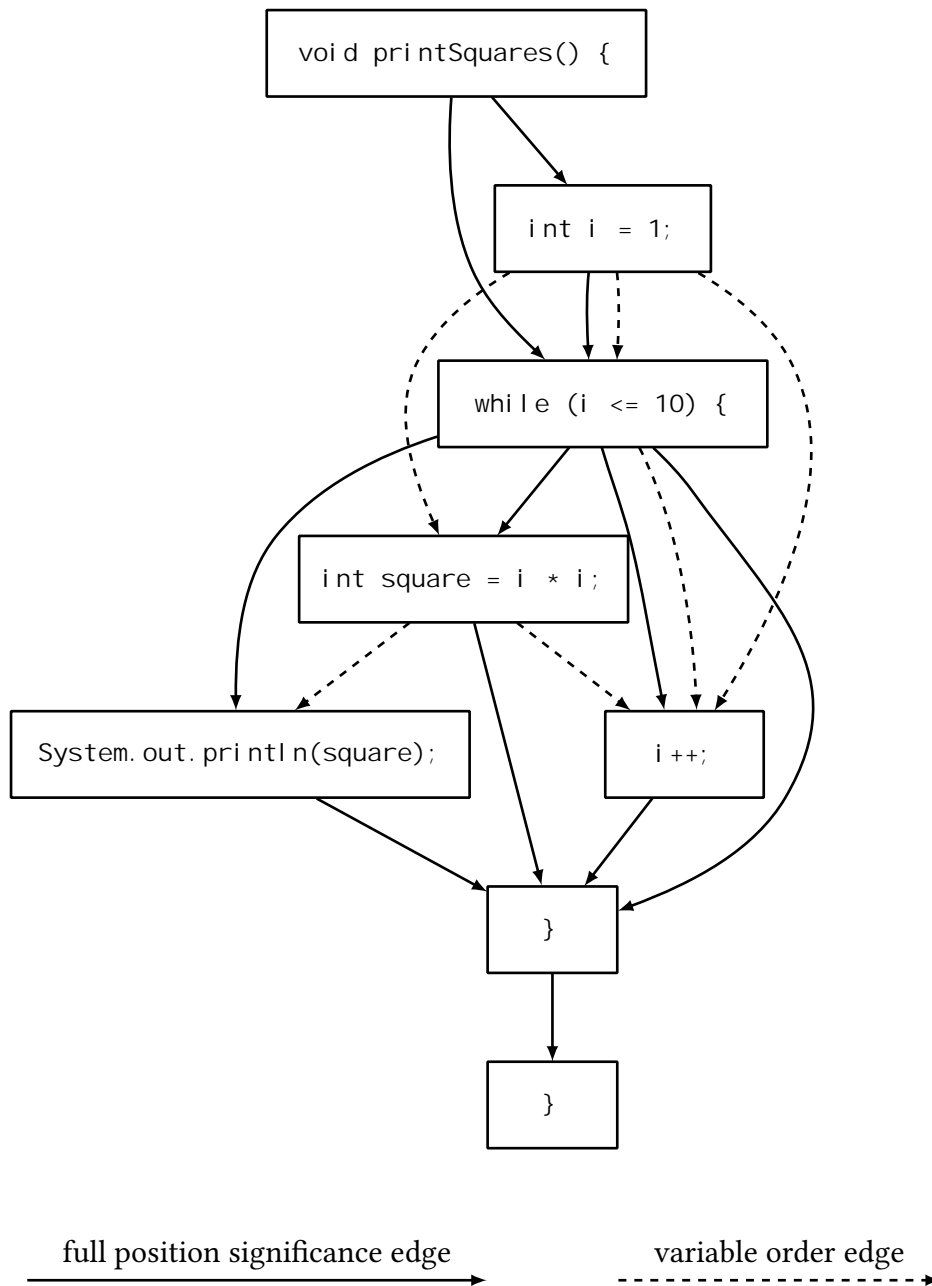 void printSquares() {
int i = 1;
while (i <= 10) {
int square = i * i;
System.out.println(square);
i++;
}
}
full position significance edge
variable order edge